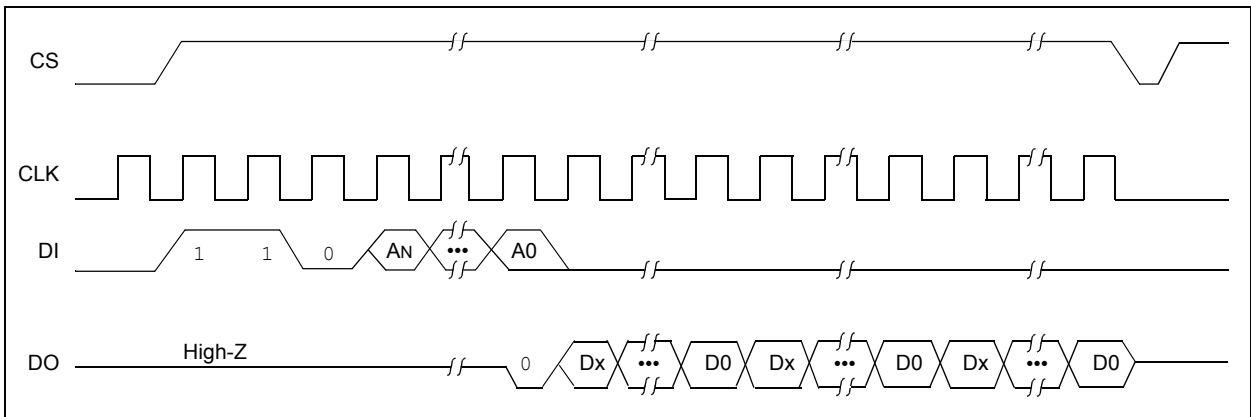 CS
CLK
DI 1 1 0 AN ••• A0
High-Z
DO 0 Dx ••• D0 Dx ••• D0 Dx ••• D0